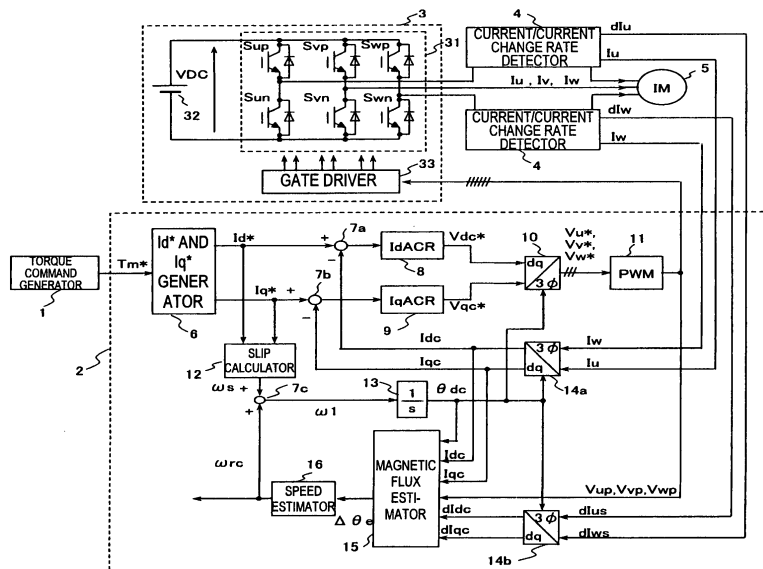 3
31
4
CURRENT/CURRENT
CHANGE RATE
DETECTOR
dIu
Iu
Sup
Svp
Swp
VDC
32
Iu , Iv, Iw
5
IM
Sun
Svn
Swn
CURRENT/CURRENT
CHANGE RATE
DETECTOR
dIw
Iw
4
33
GATE DRIVER
2
TORQUE
COMMAND
GENERATOR
1
Tm*
Id* AND
Iq*
GENER
ATOR
6
Id*
+
7a
−
IdACR
8
Vdc*
10
dq
3φ
Vu*,
Vv*,
Vw*
11
PWM
Iq*
+
7b
−
IqACR
9
Vqc*
Idc
Iqc
3φ
dq
14a
Iw
Iu
12
SLIP
CALCULATOR
ωs +
7c
+
ω1
13
1
s
θdc
ωrc
16
SPEED
ESTIMATOR
Δθe
MAGNETIC
FLUX
ESTI-
MATOR
15
Idc
Iqc
Vup,Vvp,Vwp
dIdc
dIqc
3φ
dq
14b
dIus
dIws